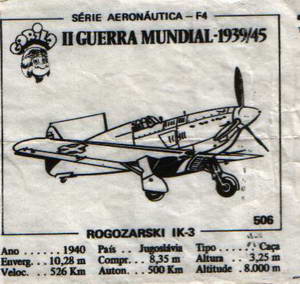 SÉRIE AERONÁUTICA - F4
II GUERRA MUNDIAL-1939/45
506
ROGOZARSKI IK-3
Ano ...... 1940 País .. Jugoslávia Tipo ..... Caça
Enverg. .. 10,28 m Compr... 8,35 m Altura ... 3,25 m
Veloc. .. 526 Km Auton... 500 Km Altitude . 8.000 m